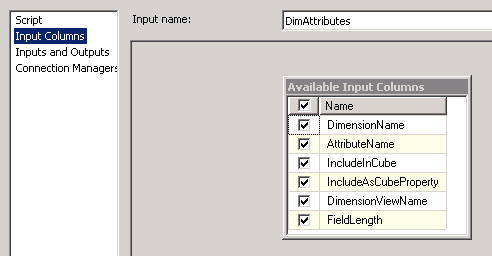 Script
Input Columns
Inputs and Outputs
Connection Managers
Input name:
DimAttributes
Available Input Columns
Name
DimensionName
AttributeName
IncludeInCube
IncludeAsCubeProperty
DimensionViewName
FieldLength